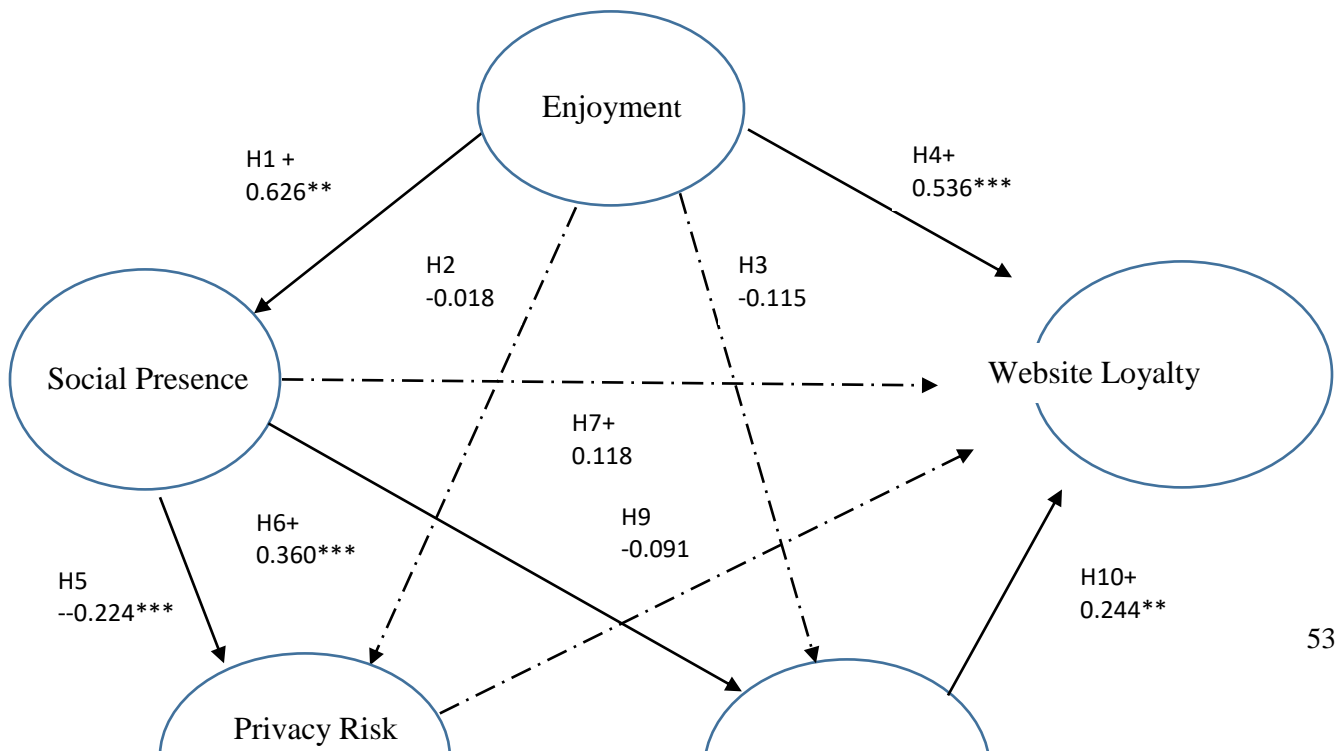 Enjoyment
H1 +
0.626**
H4+
0.536***
H2
-0.018
H3
-0.115
Social Presence
Website Loyalty
H7+
0.118
H6+
0.360***
H9
-0.091
H5
--0.224***
H10+
0.244**
53
Privacy Risk